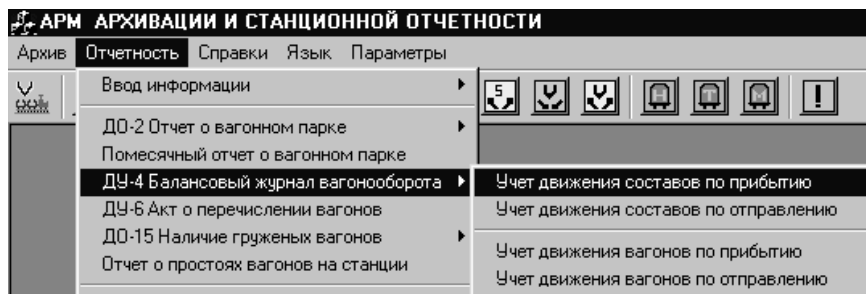 АРМ АРХИВАЦИИ И СТАНЦИОННОЙ ОТЧЕТНОСТИ
Архив Отчетность Справки Язык Параметры
Ввод информации
5
Н Т М !
ДО-2 Отчет о вагонном парке
Помесячный отчет о вагонном парке
ДУ-4 Балансовый журнал вагонооборота
Учет движения составов по прибытию
ДУ-6 Акт о перечислении вагонов
Учет движения составов по отправлению
ДО-15 Наличие груженых вагонов
Учет движения вагонов по прибытию
Отчет о простоях вагонов на станции
Учет движения вагонов по отправлению